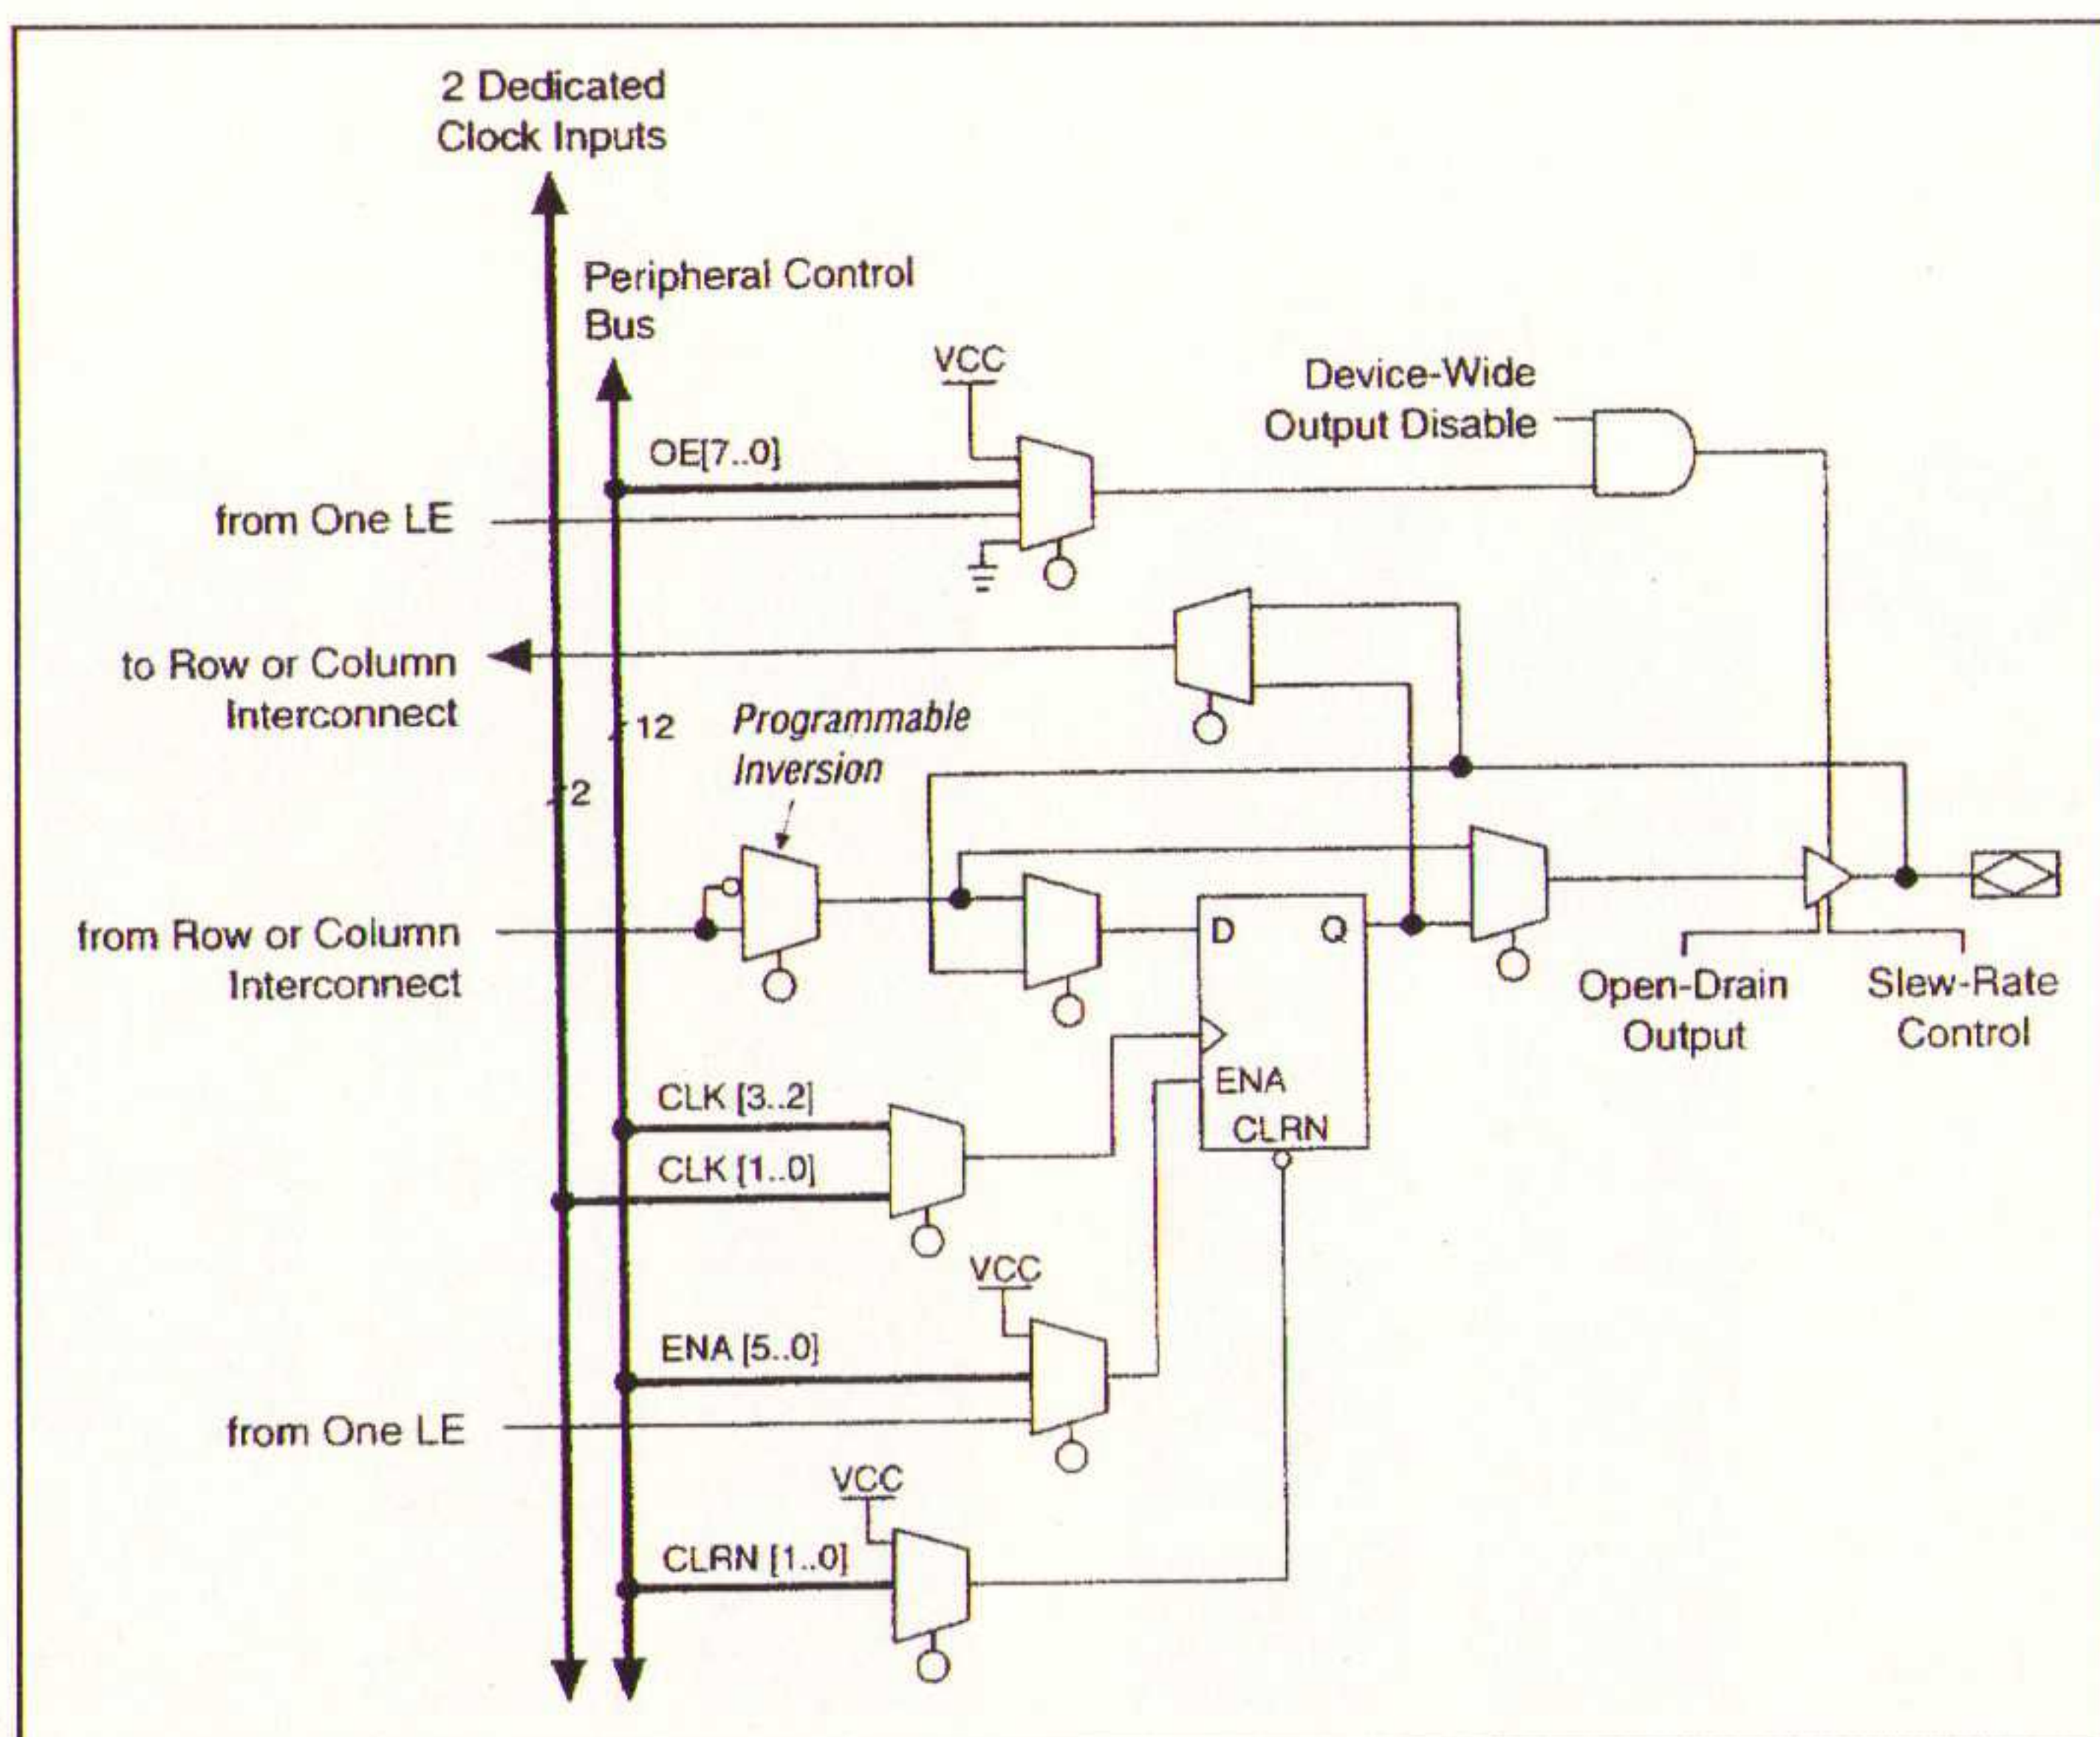 2 Dedicated
Clock Inputs
Peripheral Control
Bus
VCC
Device-Wide
Output Disable
OE[7..0]
from One LE
to Row or Column
Interconnect
12
Programmable
Inversion
2
from Row or Column
Interconnect
D
Q
Open-Drain
Output
Slew-Rate
Control
CLK [3..2]
ENA
CLRN
CLK [1..0]
VCC
ENA [5..0]
from One LE
VCC
CLRN [1..0]